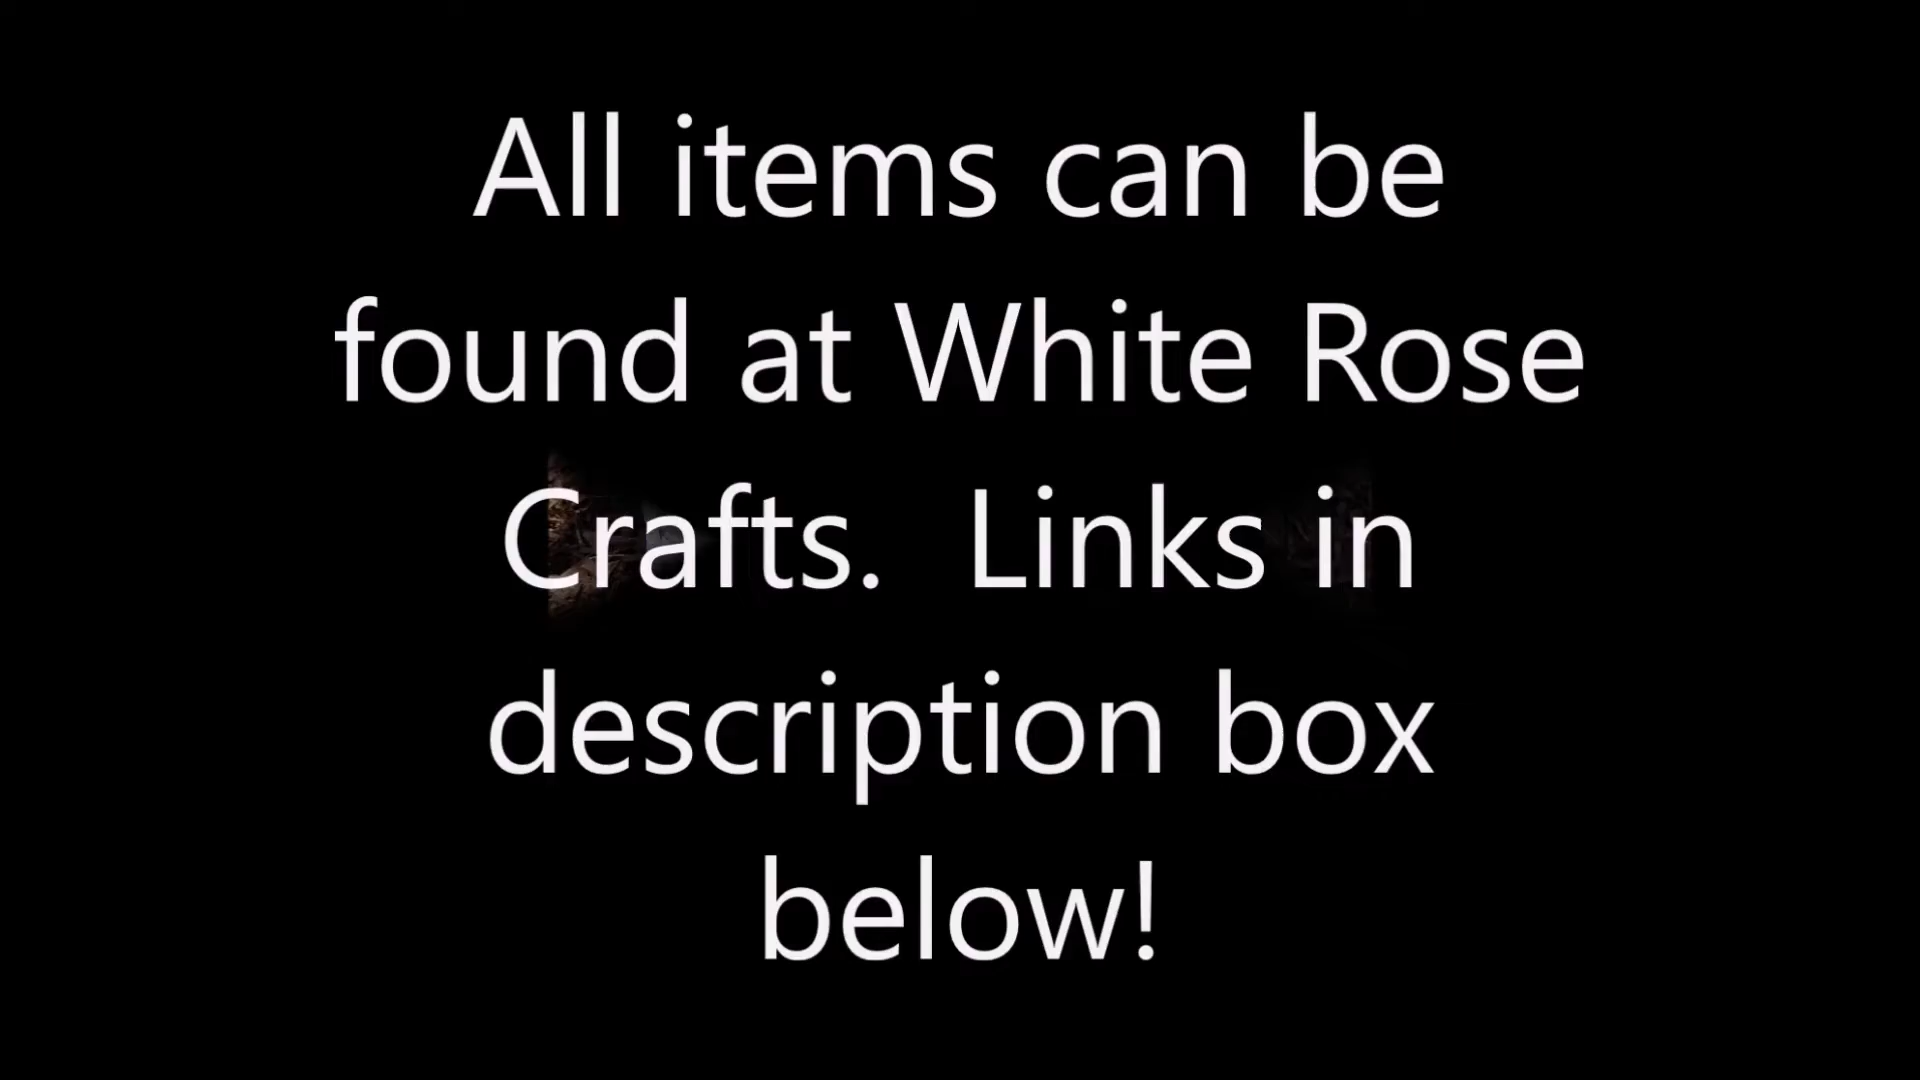 All items can be
found at White Rose
Crafts.  Links in
description box
below!